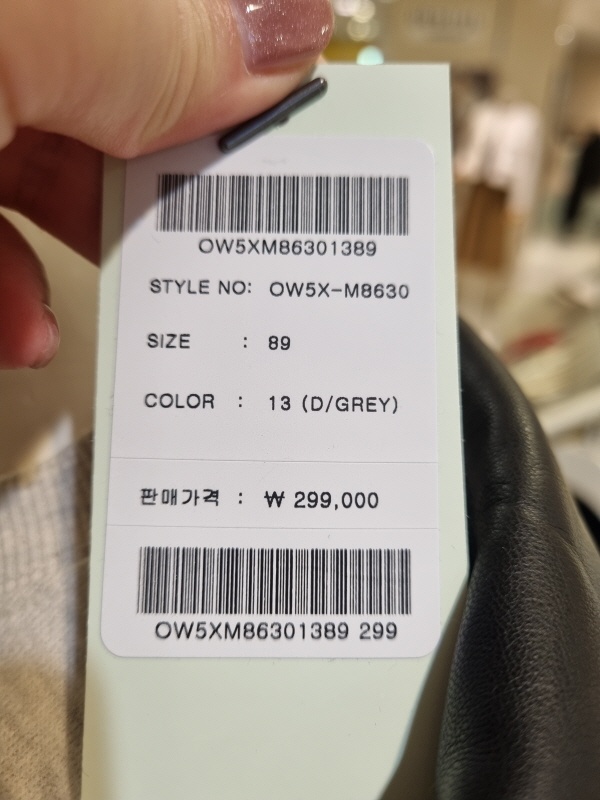 OW5XM86301389
STYLE NO: OW5X-M8630
SIZE : 89
COLOR : 13 (D/GREY)
판매가격 : ₩ 299,000
OW5XM86301389 299